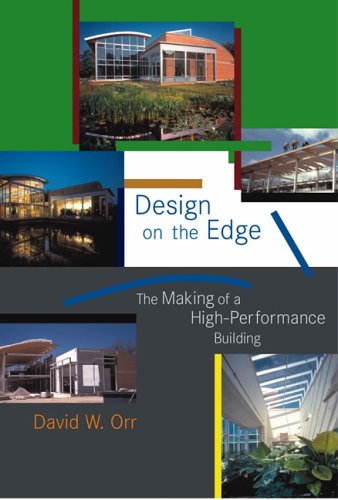 Design
on the Edge
The Making of a
High-Performance
Building
David W. Orr